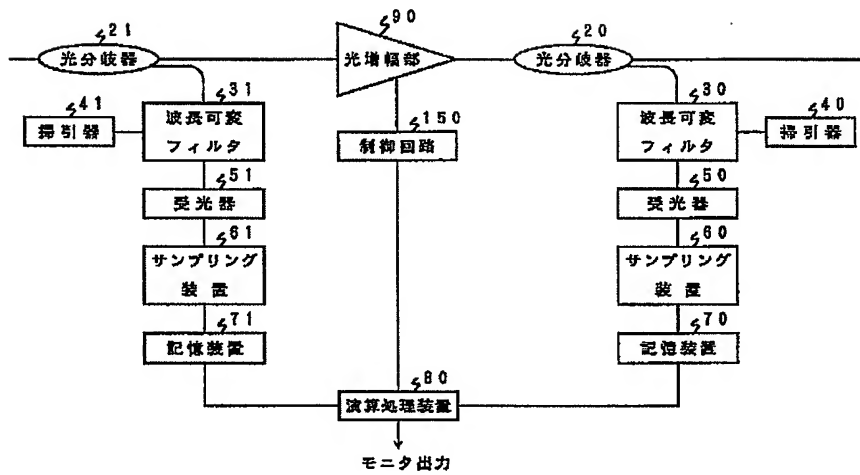 21
光分岐器
90
光増幅部
20
光分岐器
41
掃引器
31
波長可変
フィルタ
150
制御回路
30
波長可変
フィルタ
40
掃引器
51
受光器
50
受光器
61
サンプリング
装置
60
サンプリング
装置
71
記憶装置
70
記憶装置
80
演算処理装置
モニタ出力